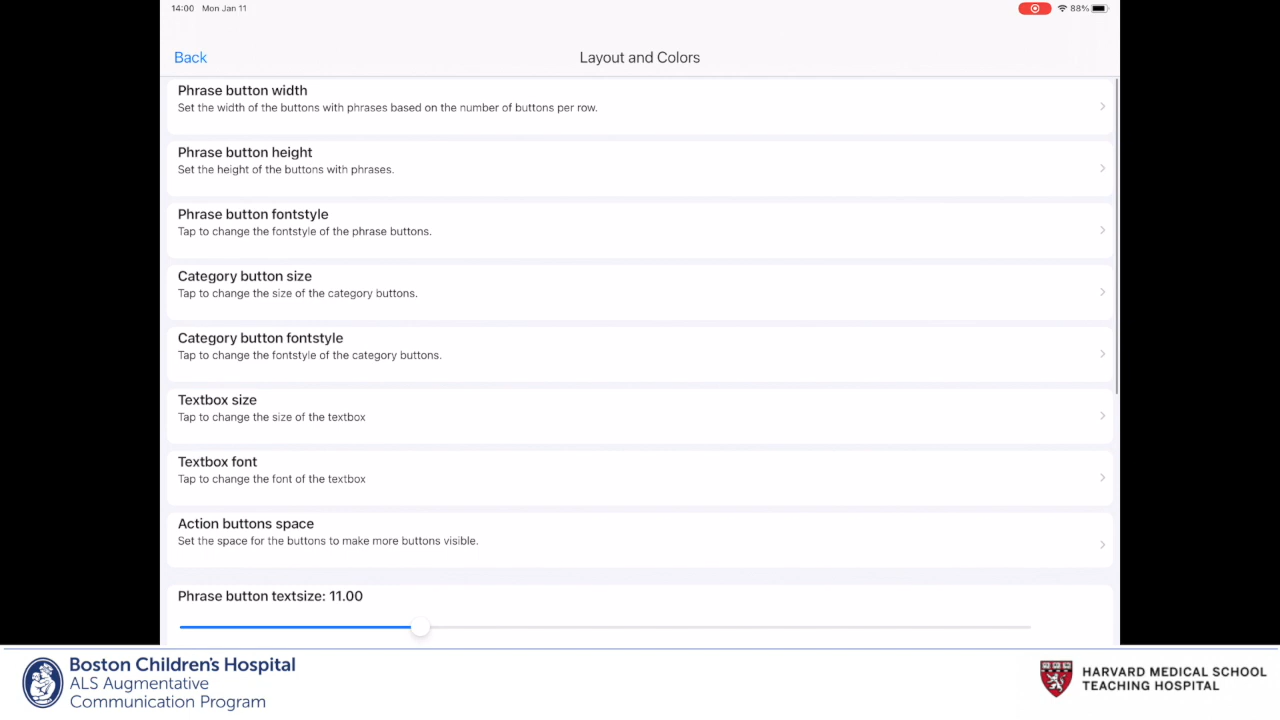 14:00 Mon Jan 11
88%
Back
Layout and Colors
Phrase button width
Set the width of the buttons with phrases based on the number of buttons per row.
Phrase button height
Set the height of the buttons with phrases.
Phrase button fontstyle
Tap to change the fontstyle of the phrase buttons.
Category button size
Tap to change the size of the category buttons.
Category button fontstyle
Tap to change the fontstyle of the category buttons.
Textbox size
Tap to change the size of the textbox
Textbox font
Tap to change the font of the textbox
Action buttons space
Set the space for the buttons to make more buttons visible.
Phrase button textsize: 11.00
Boston Children's Hospital
ALS Augmentative
Communication Program
HARVARD MEDICAL SCHOOL
TEACHING HOSPITAL